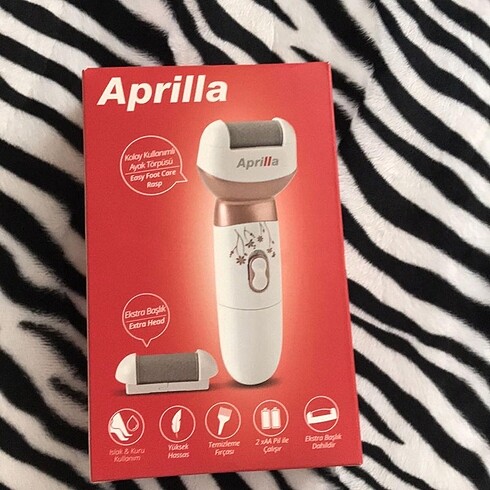 Aprilla
Kolay Kullanımlı
Ayak Törpüsü
Easy Foot Care
Rasp
Aprilla
Ekstra Başlık
Extra Head
Islak & Kuru
Kullanım
Yüksek
Hassas
Temizleme
Fırçası
2 xAA Pil ile
Çalışır
Ekstra Başlık
Dahildir